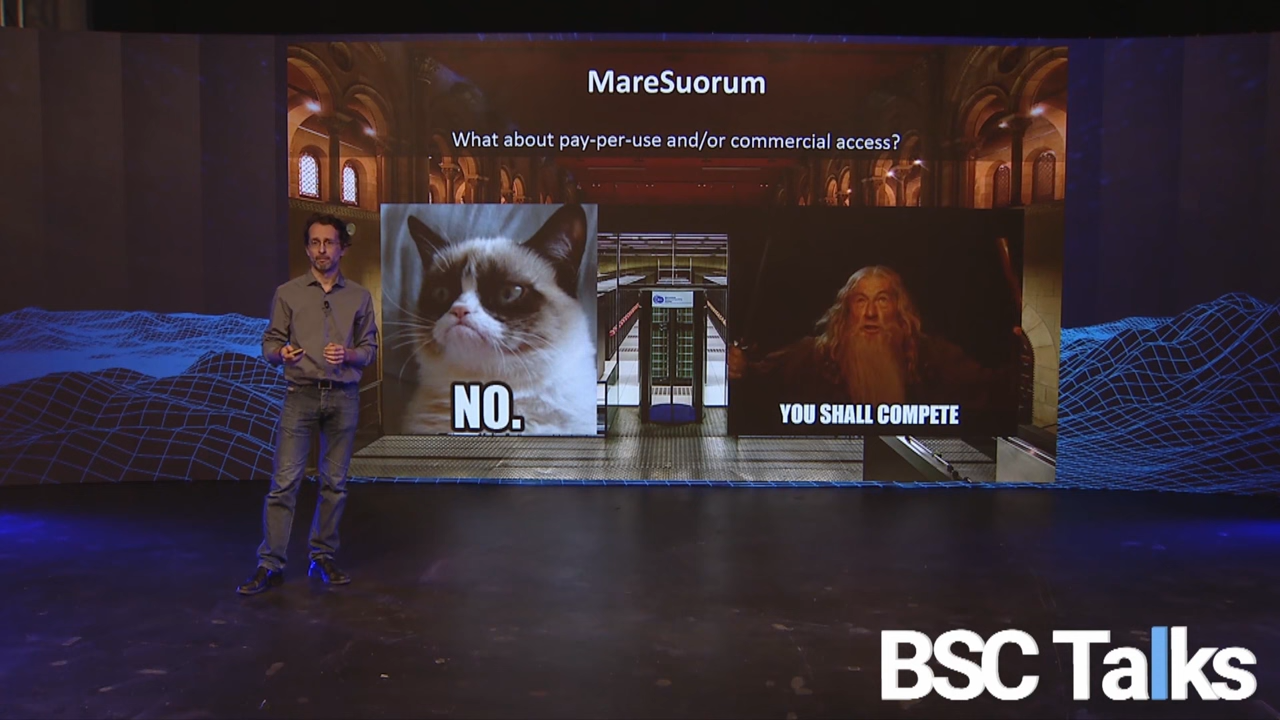 MareSuorum
What about pay-per-use and/or commercial access?
NO.
YOU SHALL COMPETE
BSC Talks